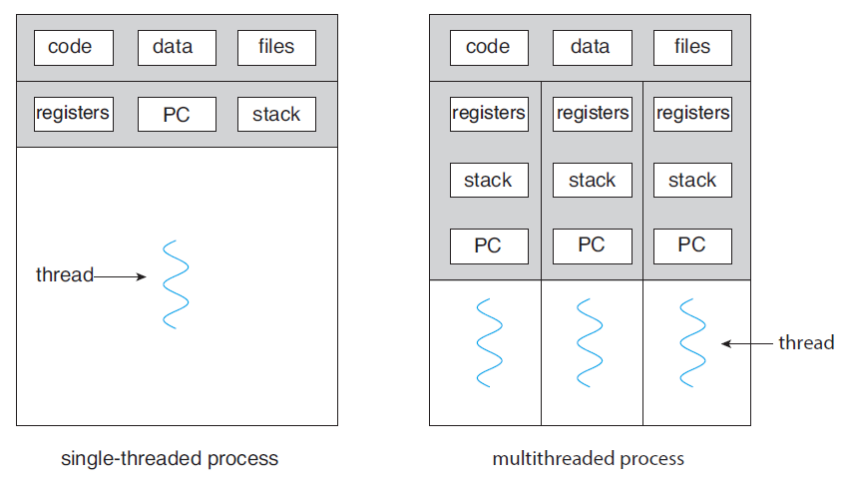 code data files
registers PC stack
thread
single-threaded process
code data files
registers registers registers
stack stack stack
PC PC PC
thread
multithreaded process